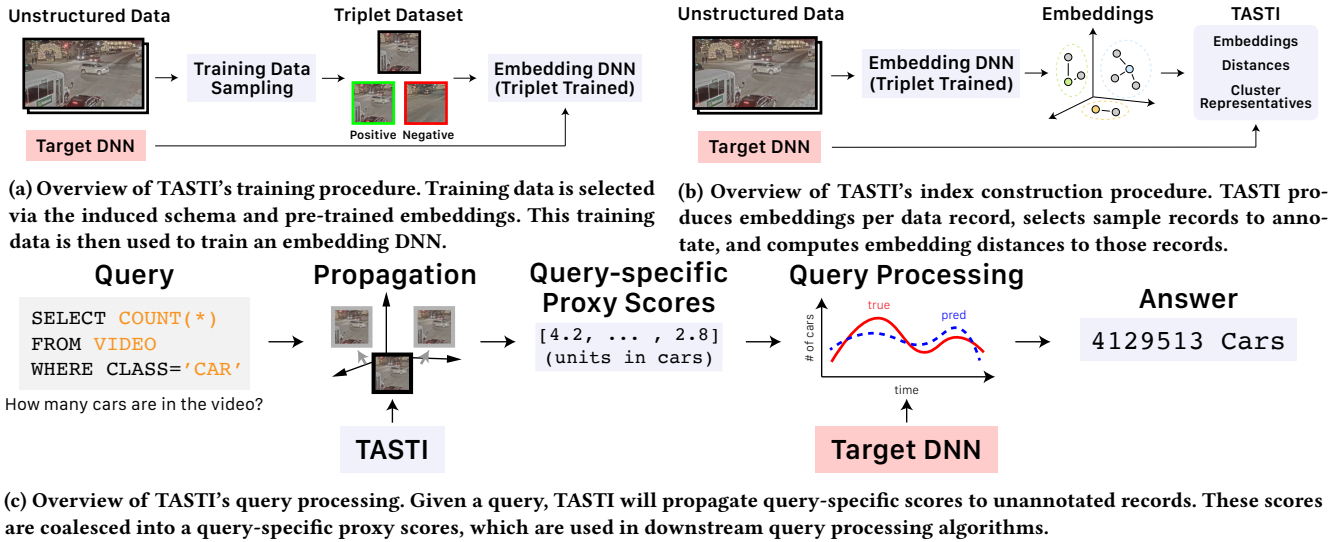 Unstructured Data
Triplet Dataset
Training Data
Sampling
Positive
Negative
Embedding DNN
(Triplet Trained)
Target DNN
(a) Overview of TASTI's training procedure. Training data is selected
via the induced schema and pre-trained embeddings. This training
data is then used to train an embedding DNN.
Unstructured Data
Embeddings
TASTI
Embedding DNN
(Triplet Trained)
Embeddings
Distances
Cluster
Representatives
Target DNN
(b) Overview of TASTI's index construction procedure. TASTI pro-
duces embeddings per data record, selects sample records to anno-
tate, and computes embedding distances to those records.
Query
SELECT COUNT(*)
FROM VIDEO
WHERE CLASS='CAR'
How many cars are in the video?
Propagation
TASTI
Query-specific
Proxy Scores
[4.2, ... , 2.8]
(units in cars)
Query Processing
true
pred
# of cars
time
Target DNN
Answer
4129513 Cars
(c) Overview of TASTI's query processing. Given a query, TASTI will propagate query-specific scores to unannotated records. These scores
are coalesced into a query-specific proxy scores, which are used in downstream query processing algorithms.